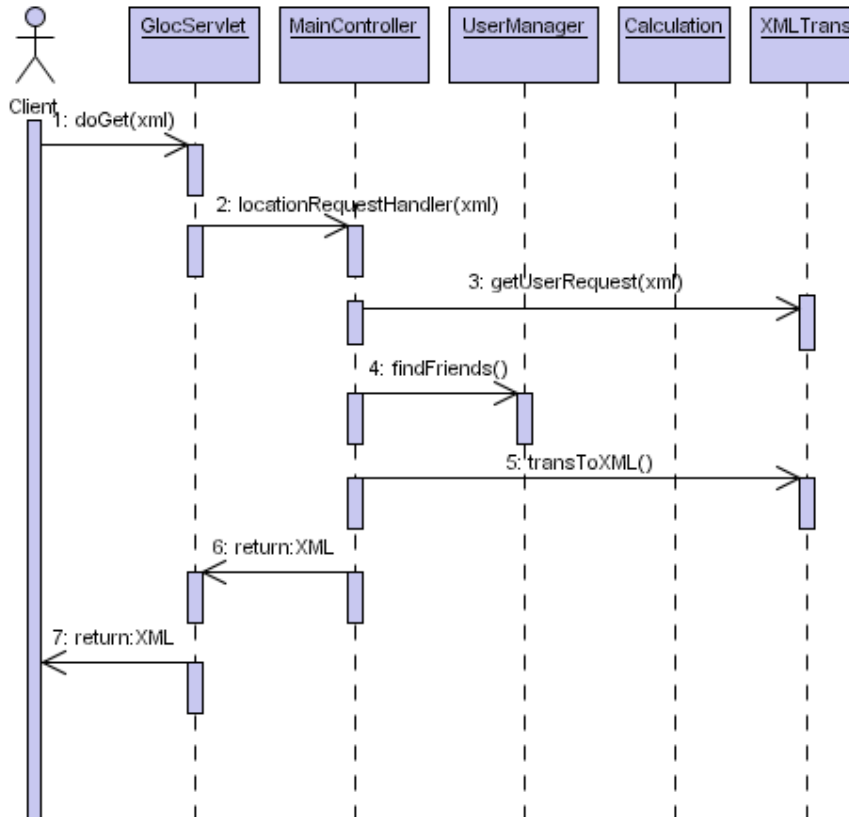 GlocServlet
MainController
UserManager
Calculation
XMLTrans
Client
1: doGet(xml)
2: locationRequestHandler(xml)
3: getUserRequest(xml)
4: findFriends()
5: transToXML()
6: return:XML
7: return:XML